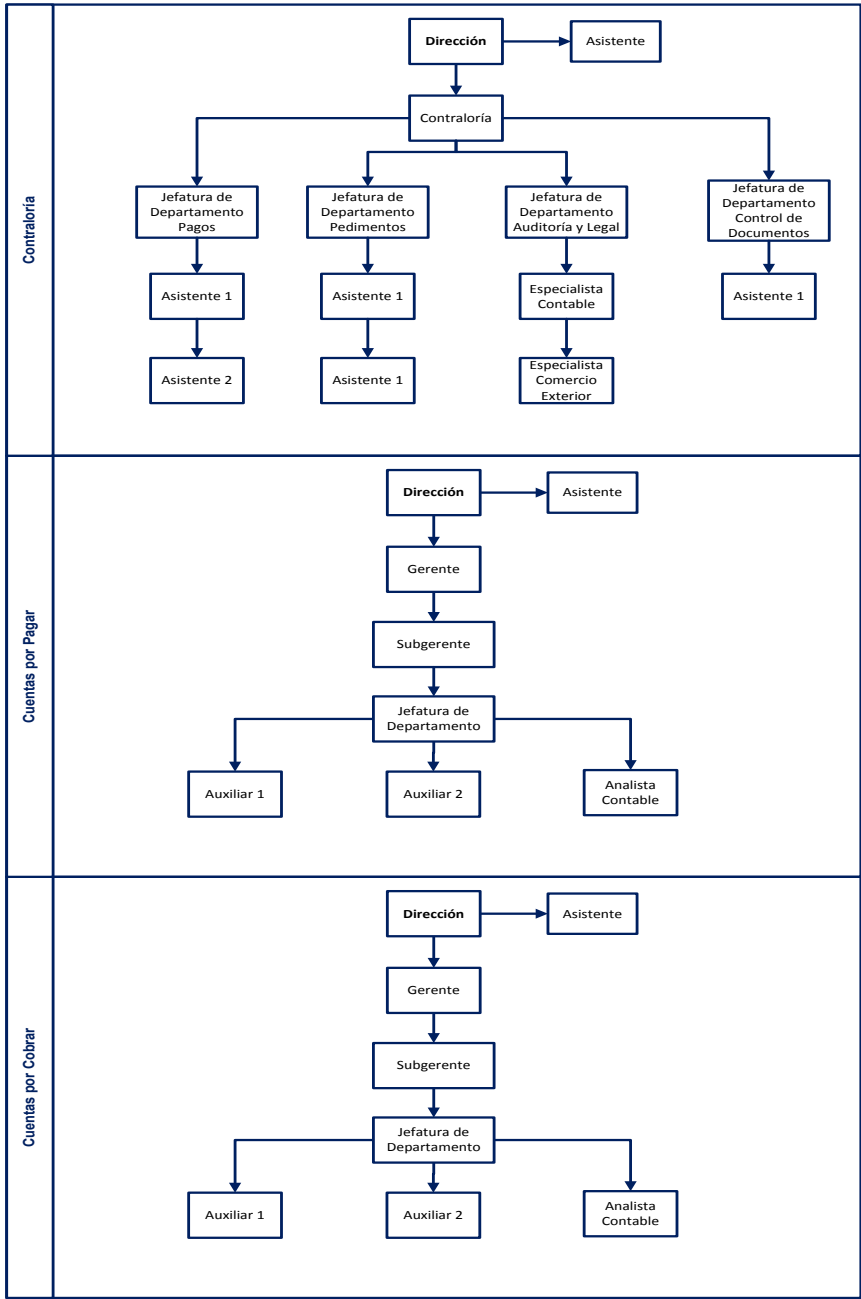 Contraloría
Dirección
Asistente
Contraloría
Jefatura de
Departamento
Pagos
Jefatura de
Departamento
Pedimentos
Jefatura de
Departamento
Auditoría y Legal
Jefatura de
Departamento
Control de
Documentos
Asistente 1
Asistente 1
Especialista
Contable
Asistente 1
Asistente 2
Asistente 1
Especialista
Comercio
Exterior
Cuentas por Pagar
Dirección
Asistente
Gerente
Subgerente
Jefatura de
Departamento
Auxiliar 1
Auxiliar 2
Analista
Contable
Cuentas por Cobrar
Dirección
Asistente
Gerente
Subgerente
Jefatura de
Departamento
Auxiliar 1
Auxiliar 2
Analista
Contable